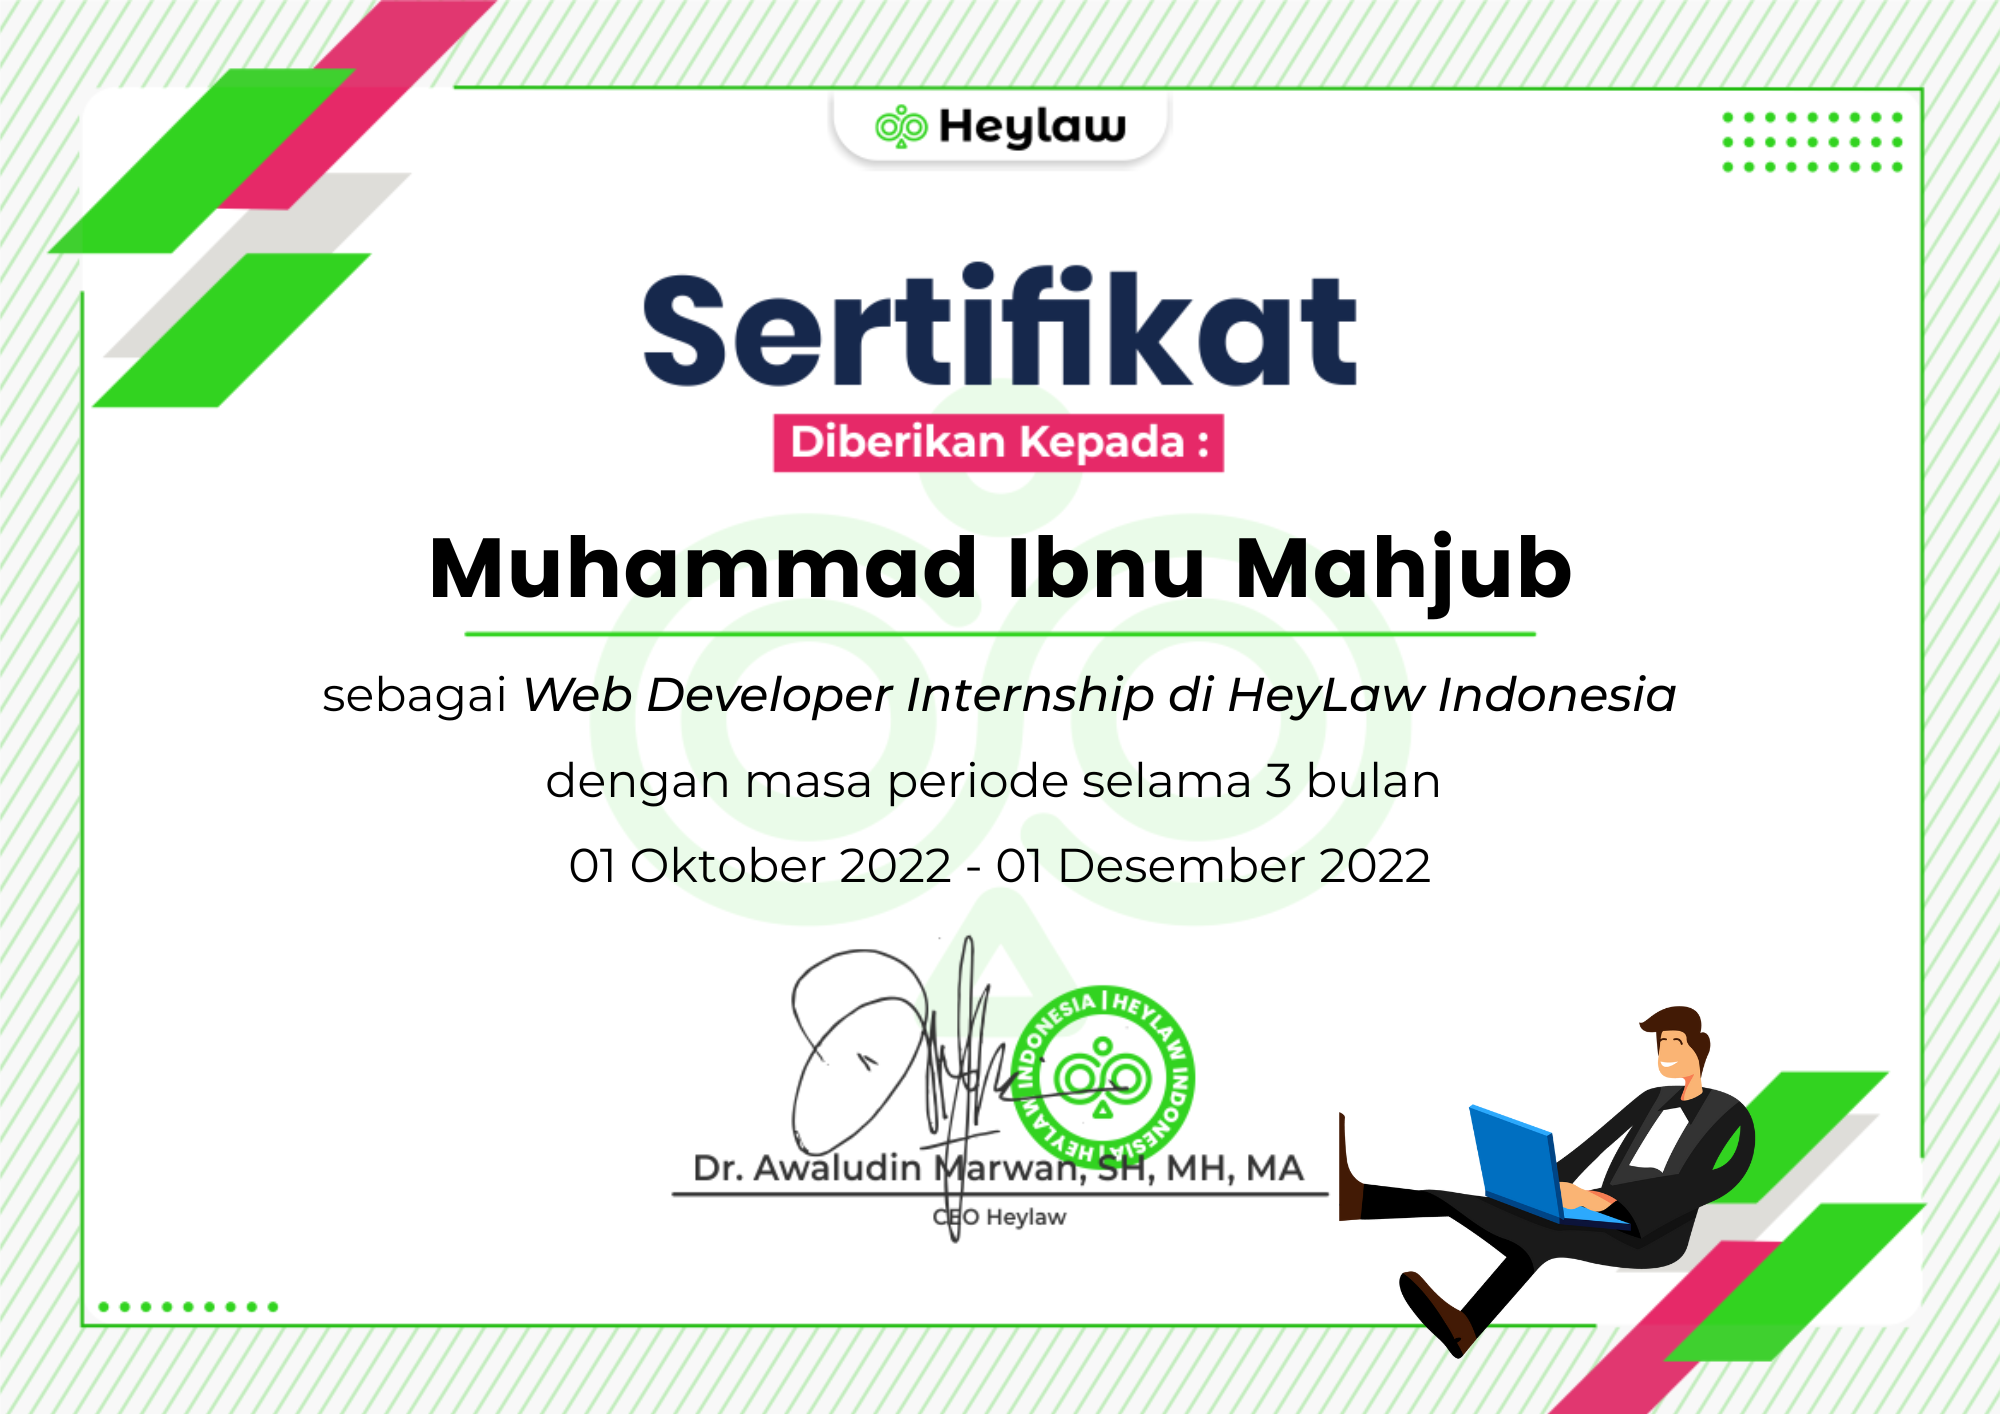 Heylaw
Sertifikat
Diberikan Kepada :
Muhammad Ibnu Mahjub
sebagai Web Developer Internship di HeyLaw Indonesia
dengan masa periode selama 3 bulan
01 Oktober 2022 - 01 Desember 2022
HEYLAW INDONESIA | HEYLAW INDONESIA |
Dr. Awaludin Marwan, SH, MH, MA
CEO Heylaw